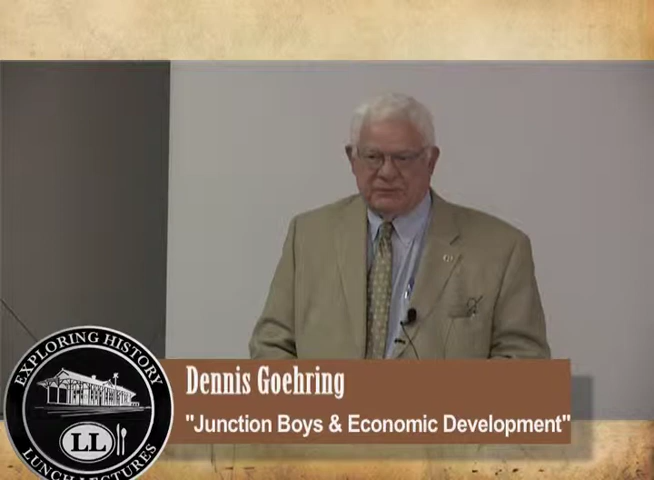 Dennis Goehring
"Junction Boys & Economic Development"
EXPLORING HISTORY
LL
LUNCH LECTURES